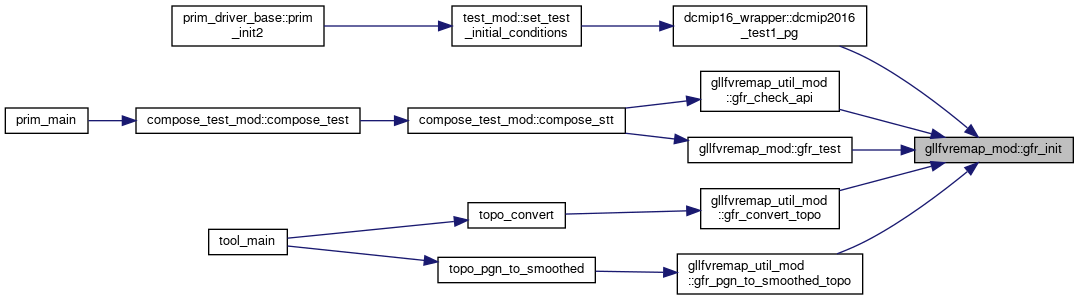 prim_driver_base::prim
_init2
test_mod::set_test
_initial_conditions
dcmip16_wrapper::dcmip2016
_test1_pg
gllfvremap_util_mod
::gfr_check_api
prim_main
compose_test_mod::compose_test
compose_test_mod::compose_stt
gllfvremap_mod::gfr_test
gllfvremap_mod::gfr_init
gllfvremap_util_mod
::gfr_convert_topo
topo_convert
tool_main
topo_pgn_to_smoothed
gllfvremap_util_mod
::gfr_pgn_to_smoothed_topo